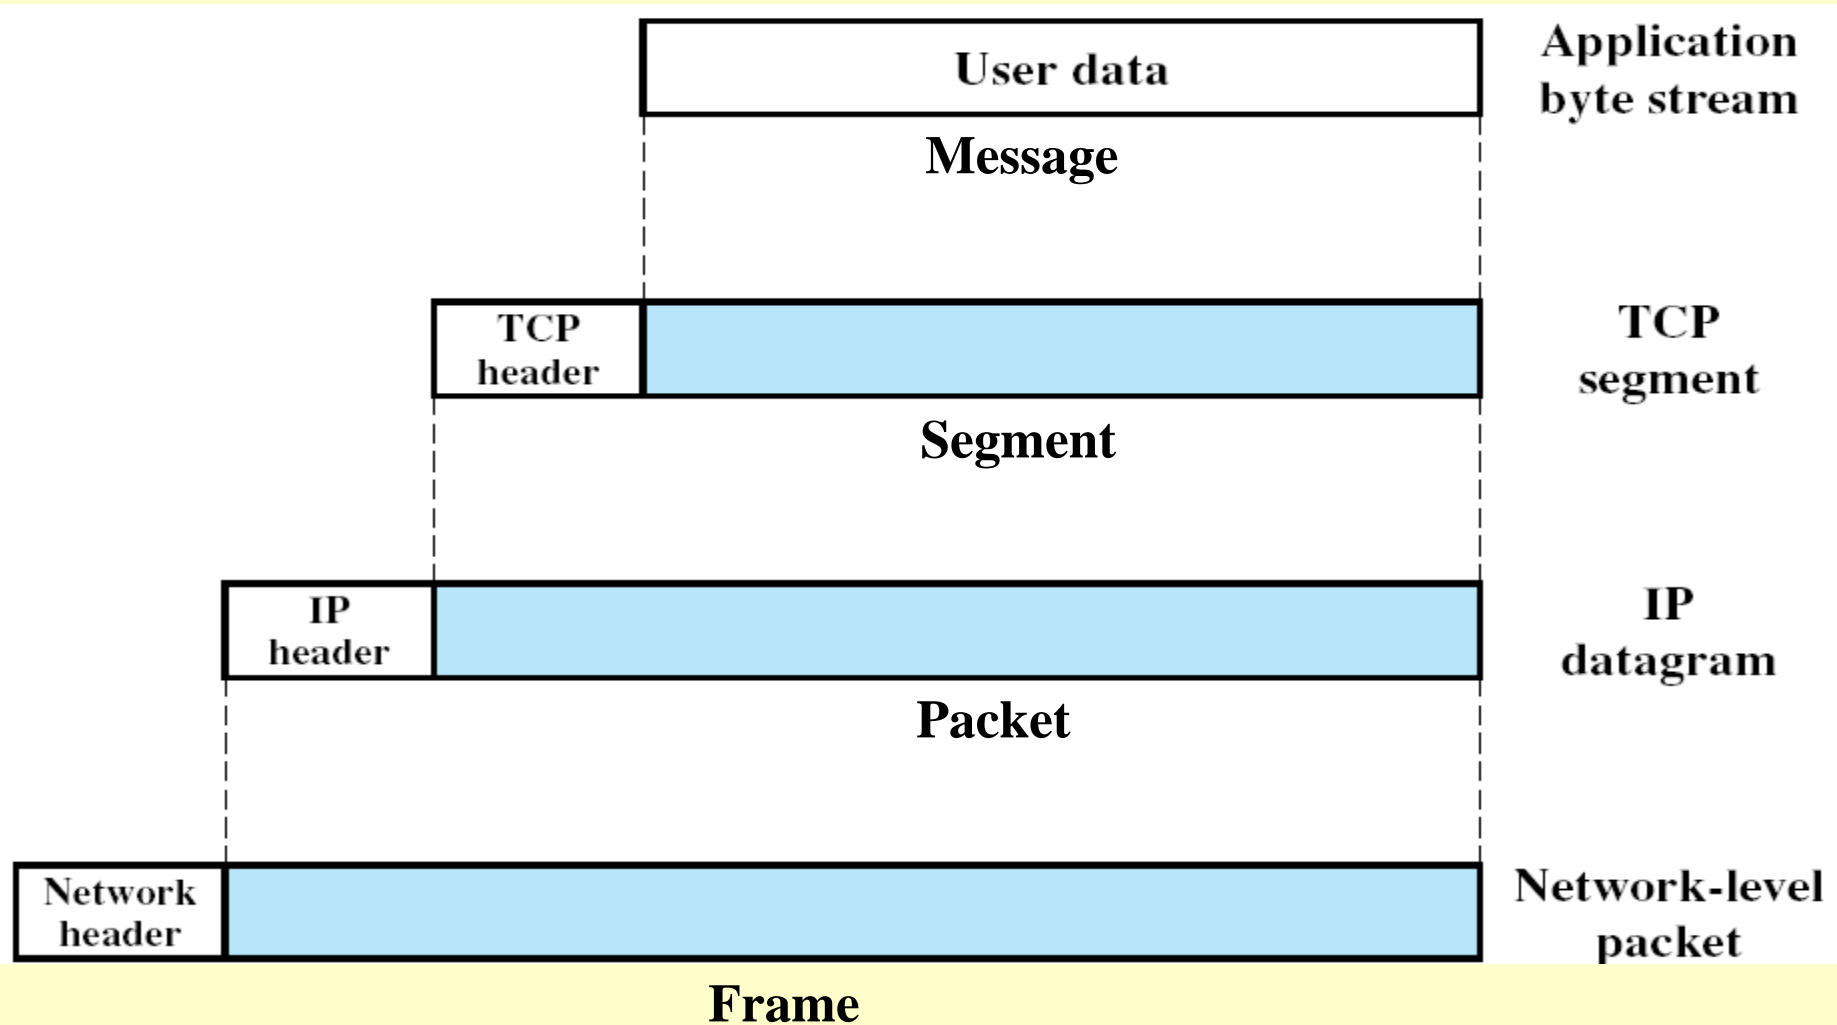 User data
Application
byte stream
Message
TCP
header
TCP
segment
Segment
IP
header
IP
datagram
Packet
Network
header
Network-level
packet
Frame